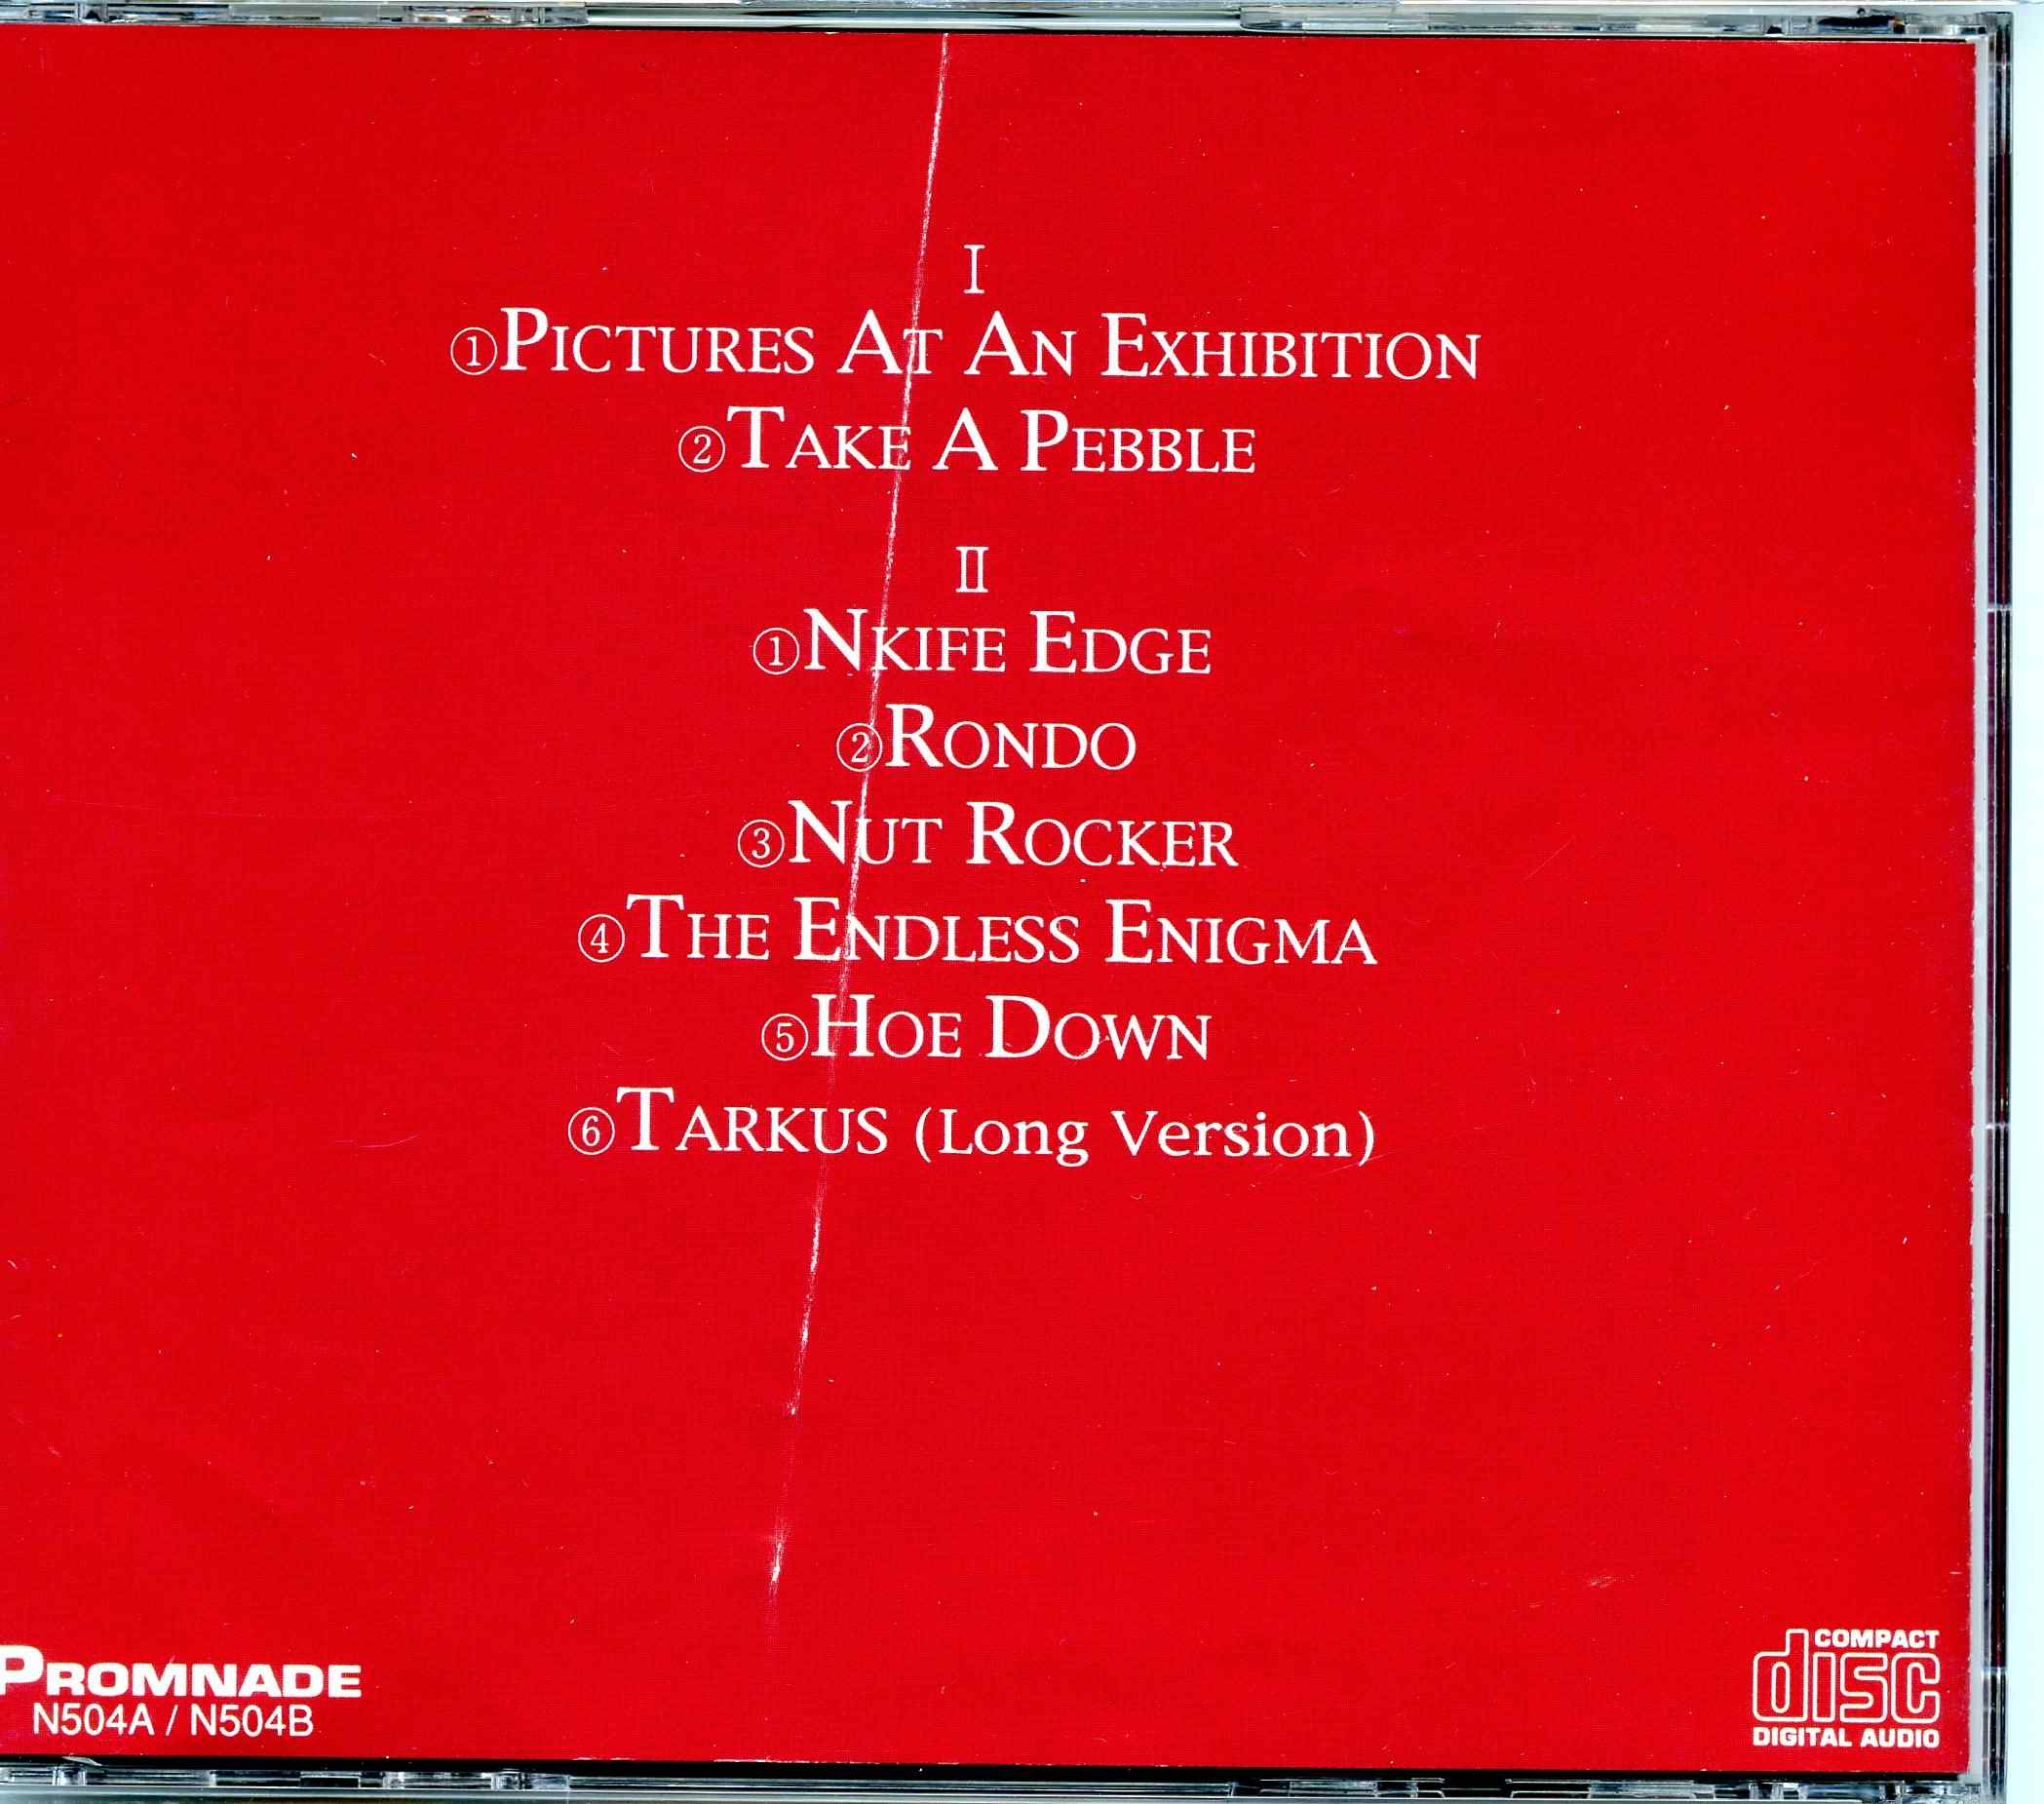 I
①PICTURES AT AN EXHIBITION
②TAKE A PEBBLE
II
①NKIFE EDGE
②RONDO
③NUT ROCKER
④THE ENDLESS ENIGMA
⑤HOE DOWN
⑥TARKUS (Long Version)
PROMNADE
N504A / N504B
COMPACT
disc
DIGITAL AUDIO